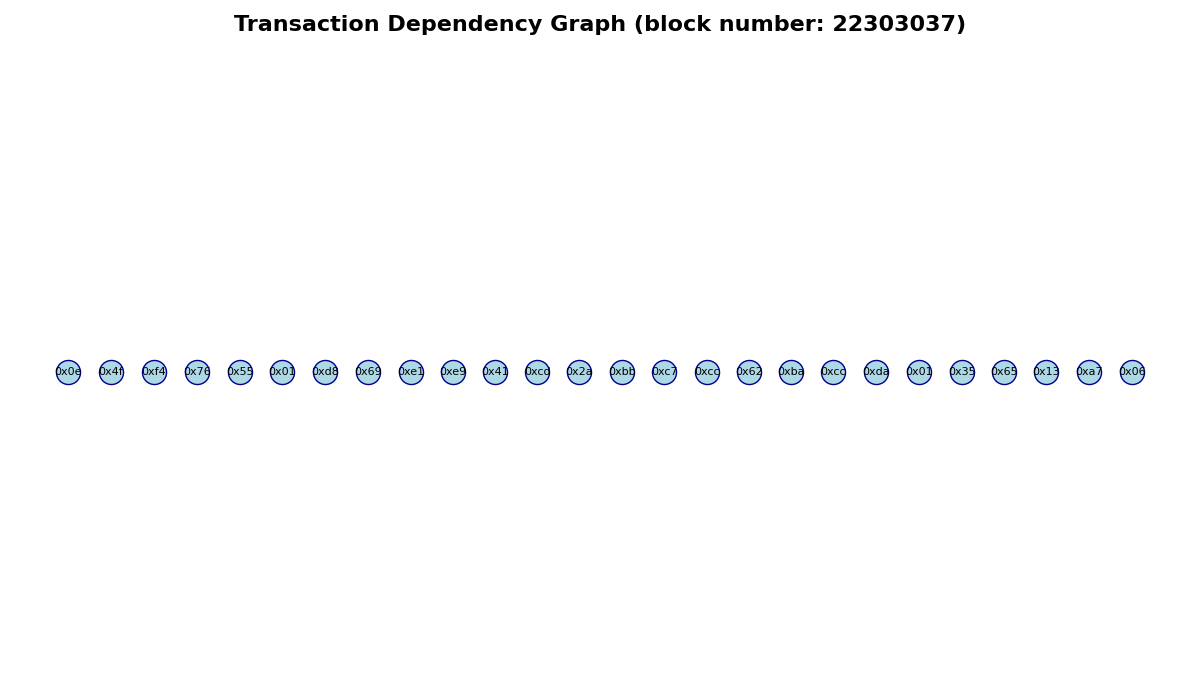 Transaction Dependency Graph (block number: 22303037)
0x0e 0x4f 0xf4 0x76 0x55 0x01 0xd8 0x69 0xe1 0xe9 0x41 0xcd 0x2a 0xbb 0xc7 0xcc 0x62 0xba 0xcc 0xda 0x01 0x35 0x65 0x13 0xa7 0x06